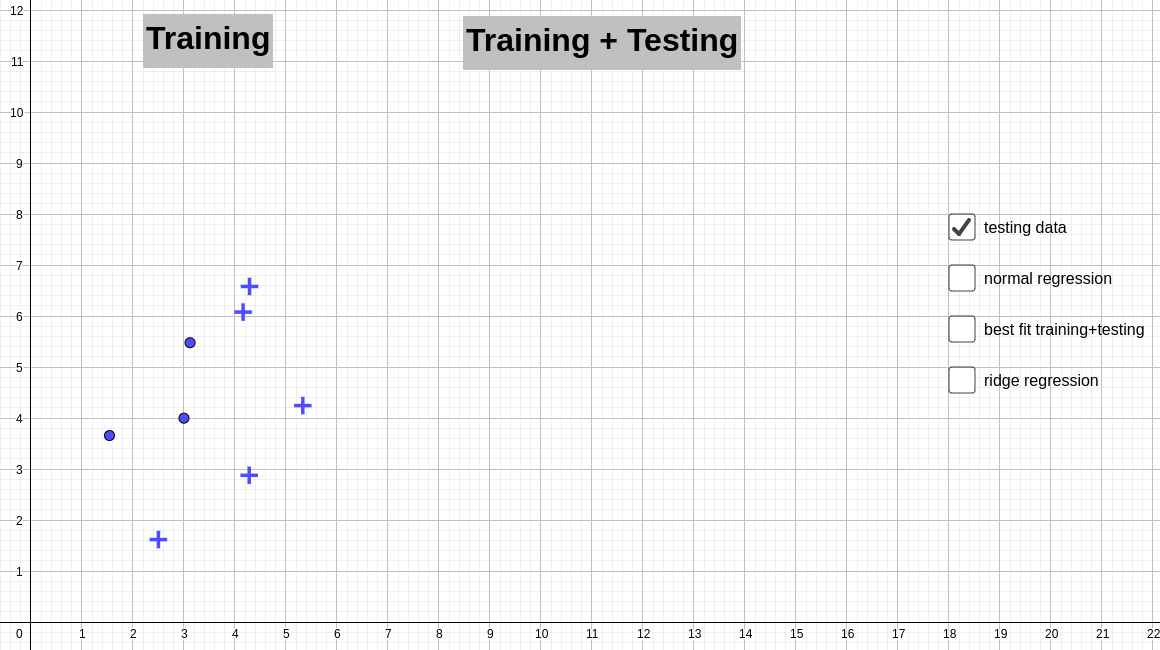 12
Training
Training + Testing
11
10
9
8
testing data
7
normal regression
6
best fit training+testing
5
ridge regression
4
3
2
1
0 1 2 3 4 5 6 7 8 9 10 11 12 13 14 15 16 17 18 19 20 21 22